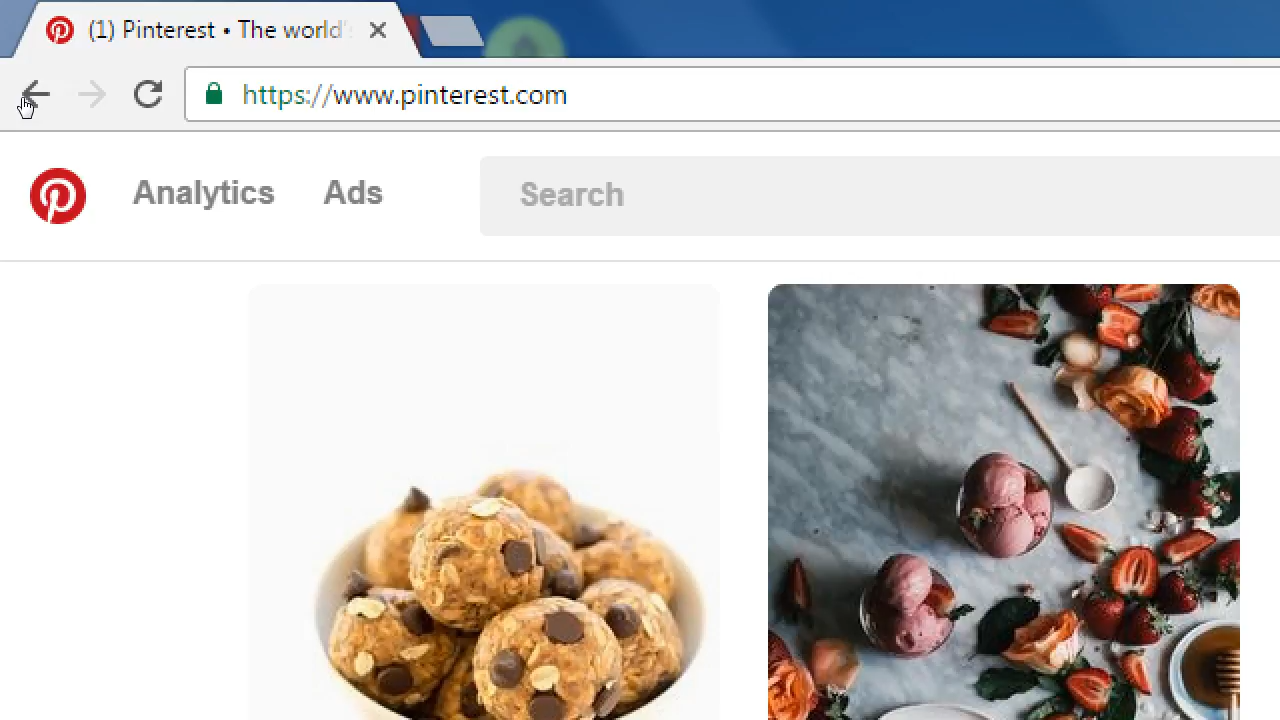 (1) Pinterest • The world's
https://www.pinterest.com
Analytics
Ads
Search